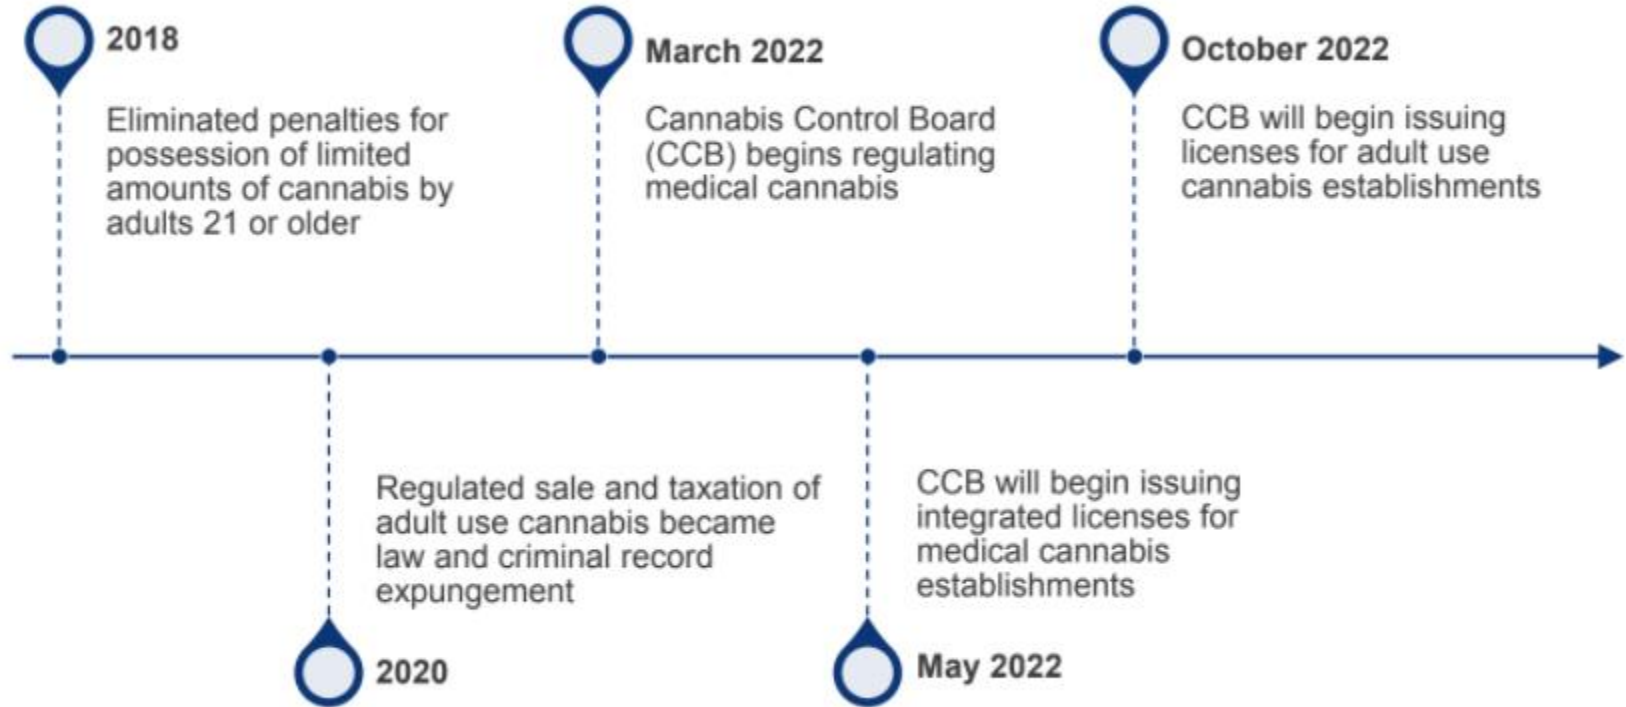 2018
Eliminated penalties for
possession of limited
amounts of cannabis by
adults 21 or older
March 2022
Cannabis Control Board
(CCB) begins regulating
medical cannabis
October 2022
CCB will begin issuing
licenses for adult use
cannabis establishments
Regulated sale and taxation of
adult use cannabis became
law and criminal record
expungement
2020
CCB will begin issuing
integrated licenses for
medical cannabis
establishments
May 2022